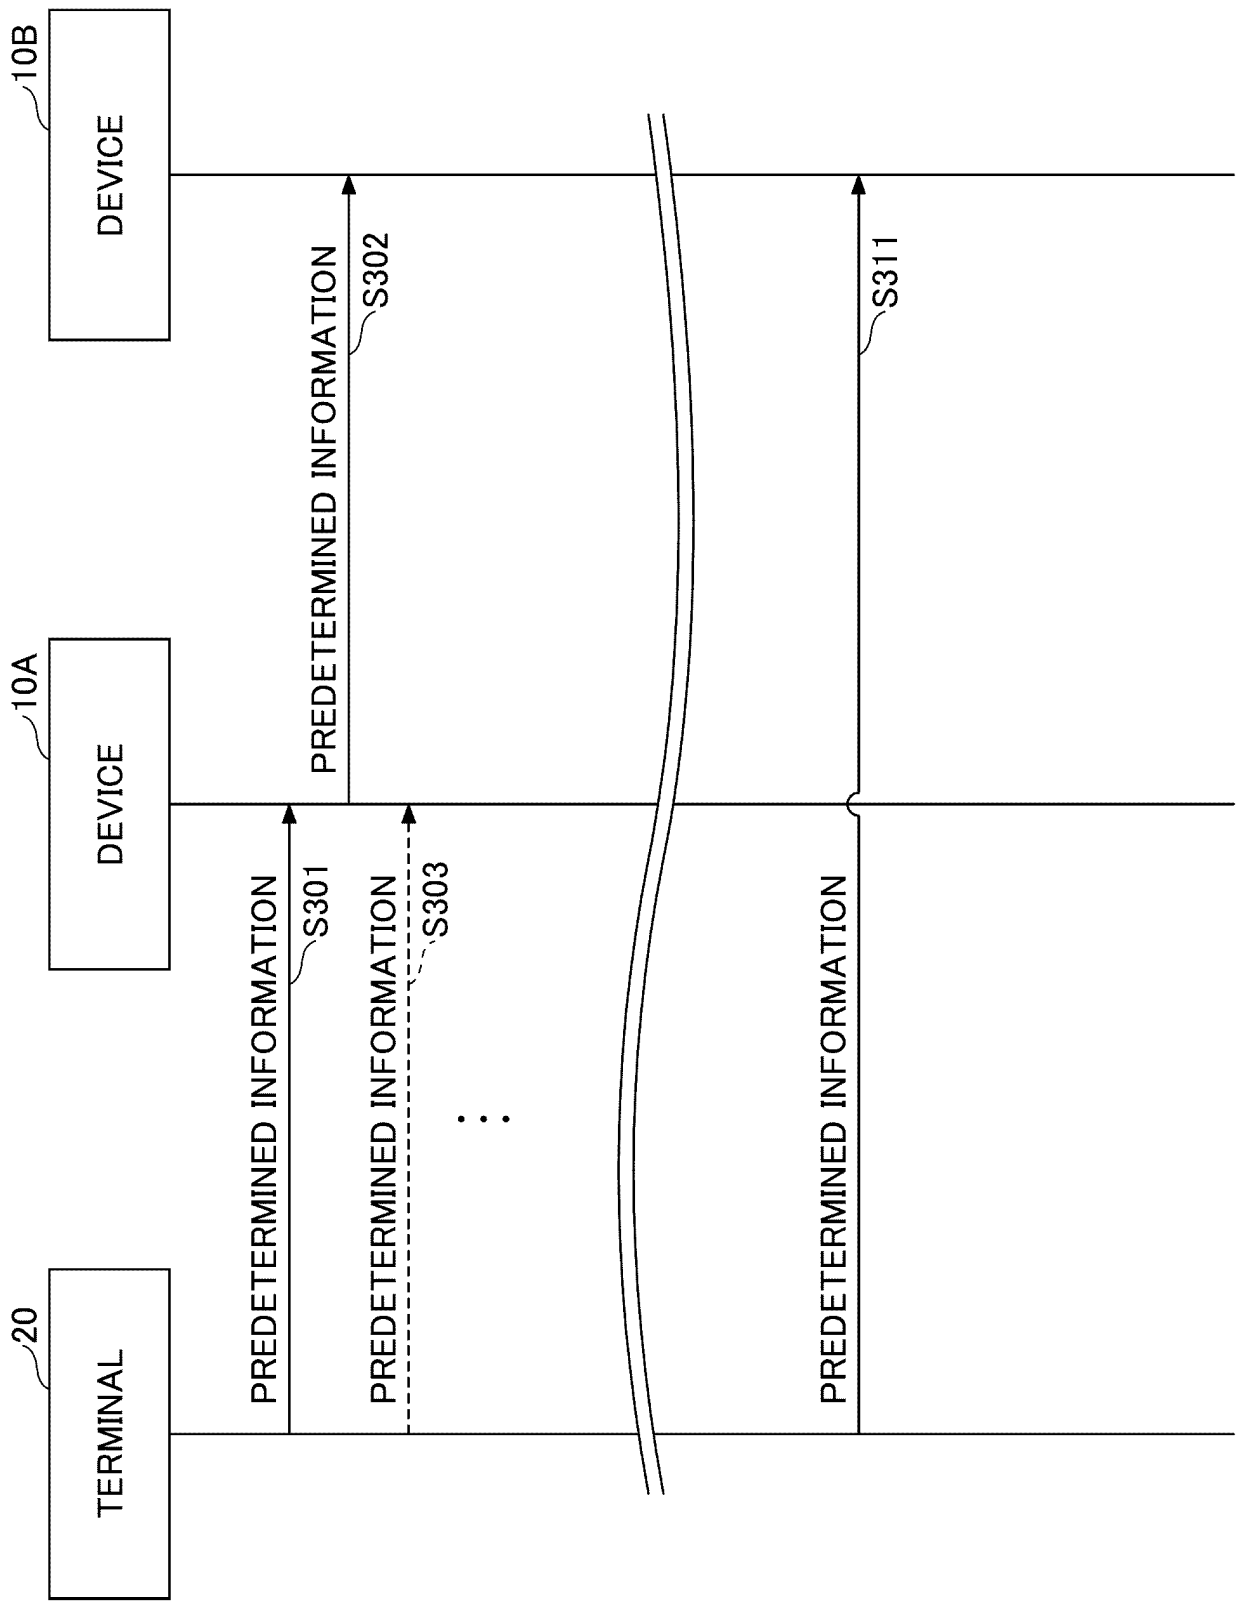 20
TERMINAL
10A
DEVICE
10B
DEVICE
PREDETERMINED INFORMATION
S301
PREDETERMINED INFORMATION
S302
PREDETERMINED INFORMATION
S303
...
PREDETERMINED INFORMATION
S311